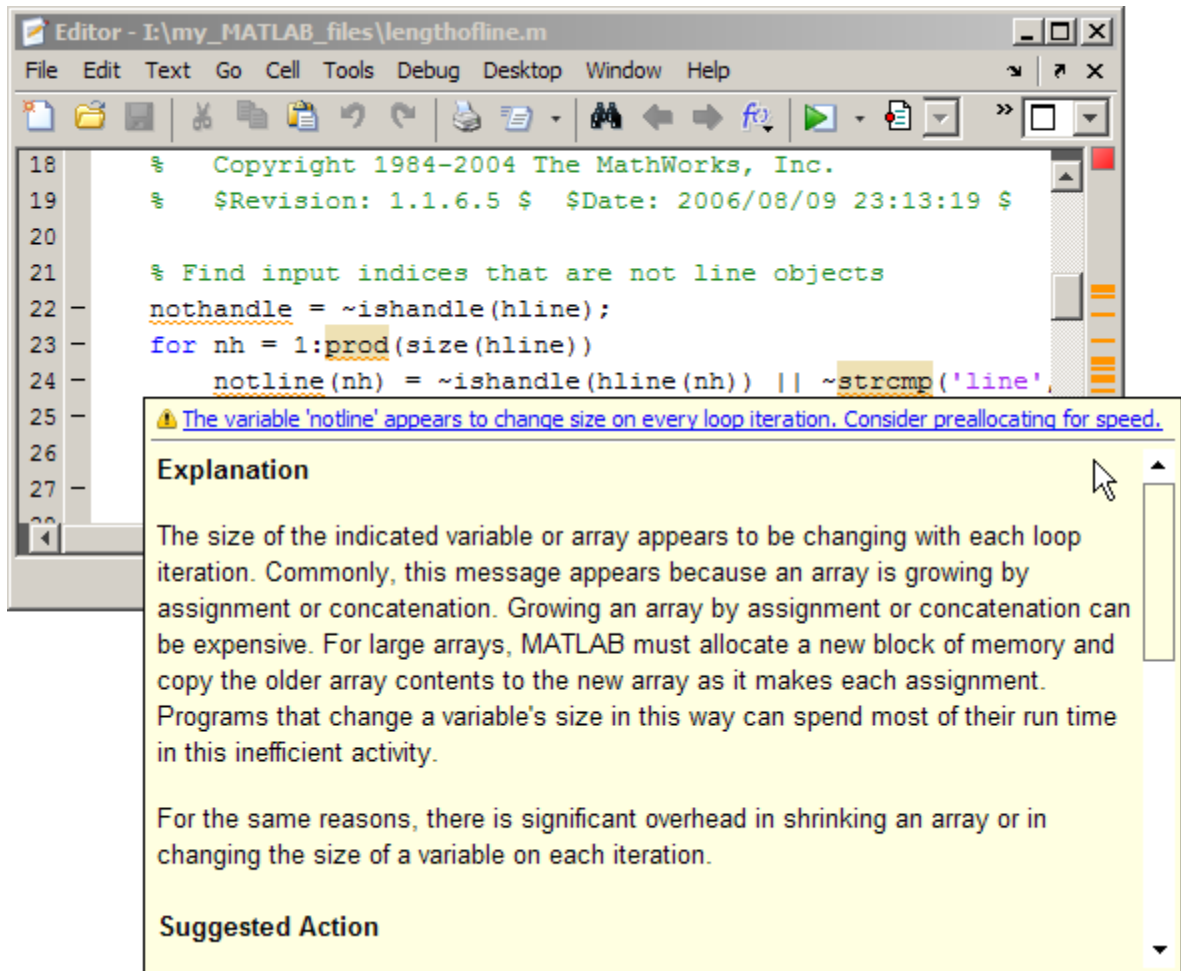 Editor - I:\my_MATLAB_files\lengthofline.m
File Edit Text Go Cell Tools Debug Desktop Window Help
18 % Copyright 1984-2004 The MathWorks, Inc.
19 % $Revision: 1.1.6.5 $ $Date: 2006/08/09 23:13:19 $
20
21 % Find input indices that are not line objects
22 - nothandle = ~ishandle(hline);
23 - for nh = 1:prod(size(hline))
24 - notline(nh) = ~ishandle(hline(nh)) || ~strcmp('line',
25 -
26
27 -
The variable 'notline' appears to change size on every loop iteration. Consider preallocating for speed.
Explanation
The size of the indicated variable or array appears to be changing with each loop
iteration. Commonly, this message appears because an array is growing by
assignment or concatenation. Growing an array by assignment or concatenation can
be expensive. For large arrays, MATLAB must allocate a new block of memory and
copy the older array contents to the new array as it makes each assignment.
Programs that change a variable's size in this way can spend most of their run time
in this inefficient activity.
For the same reasons, there is significant overhead in shrinking an array or in
changing the size of a variable on each iteration.
Suggested Action